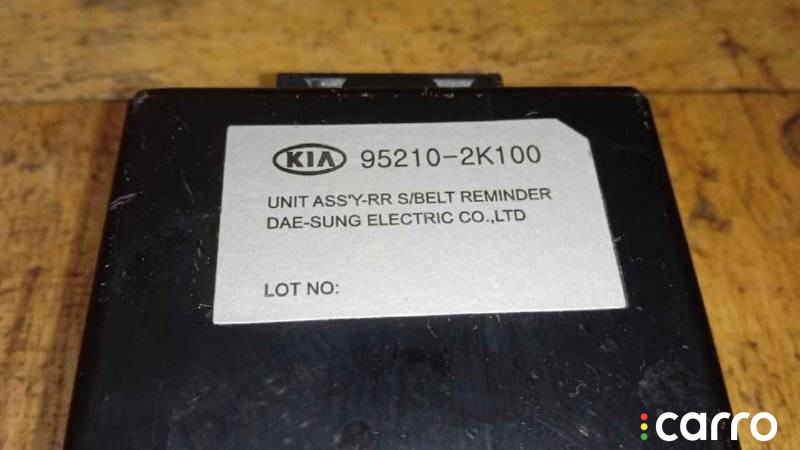 KIA 95210-2K100
UNIT ASS'Y-RR S/BELT REMINDER
DAE-SUNG ELECTRIC CO.,LTD
LOT NO:
carro